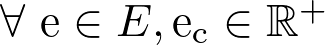 ∀ e ∈ E, e_c ∈ ℝ⁺